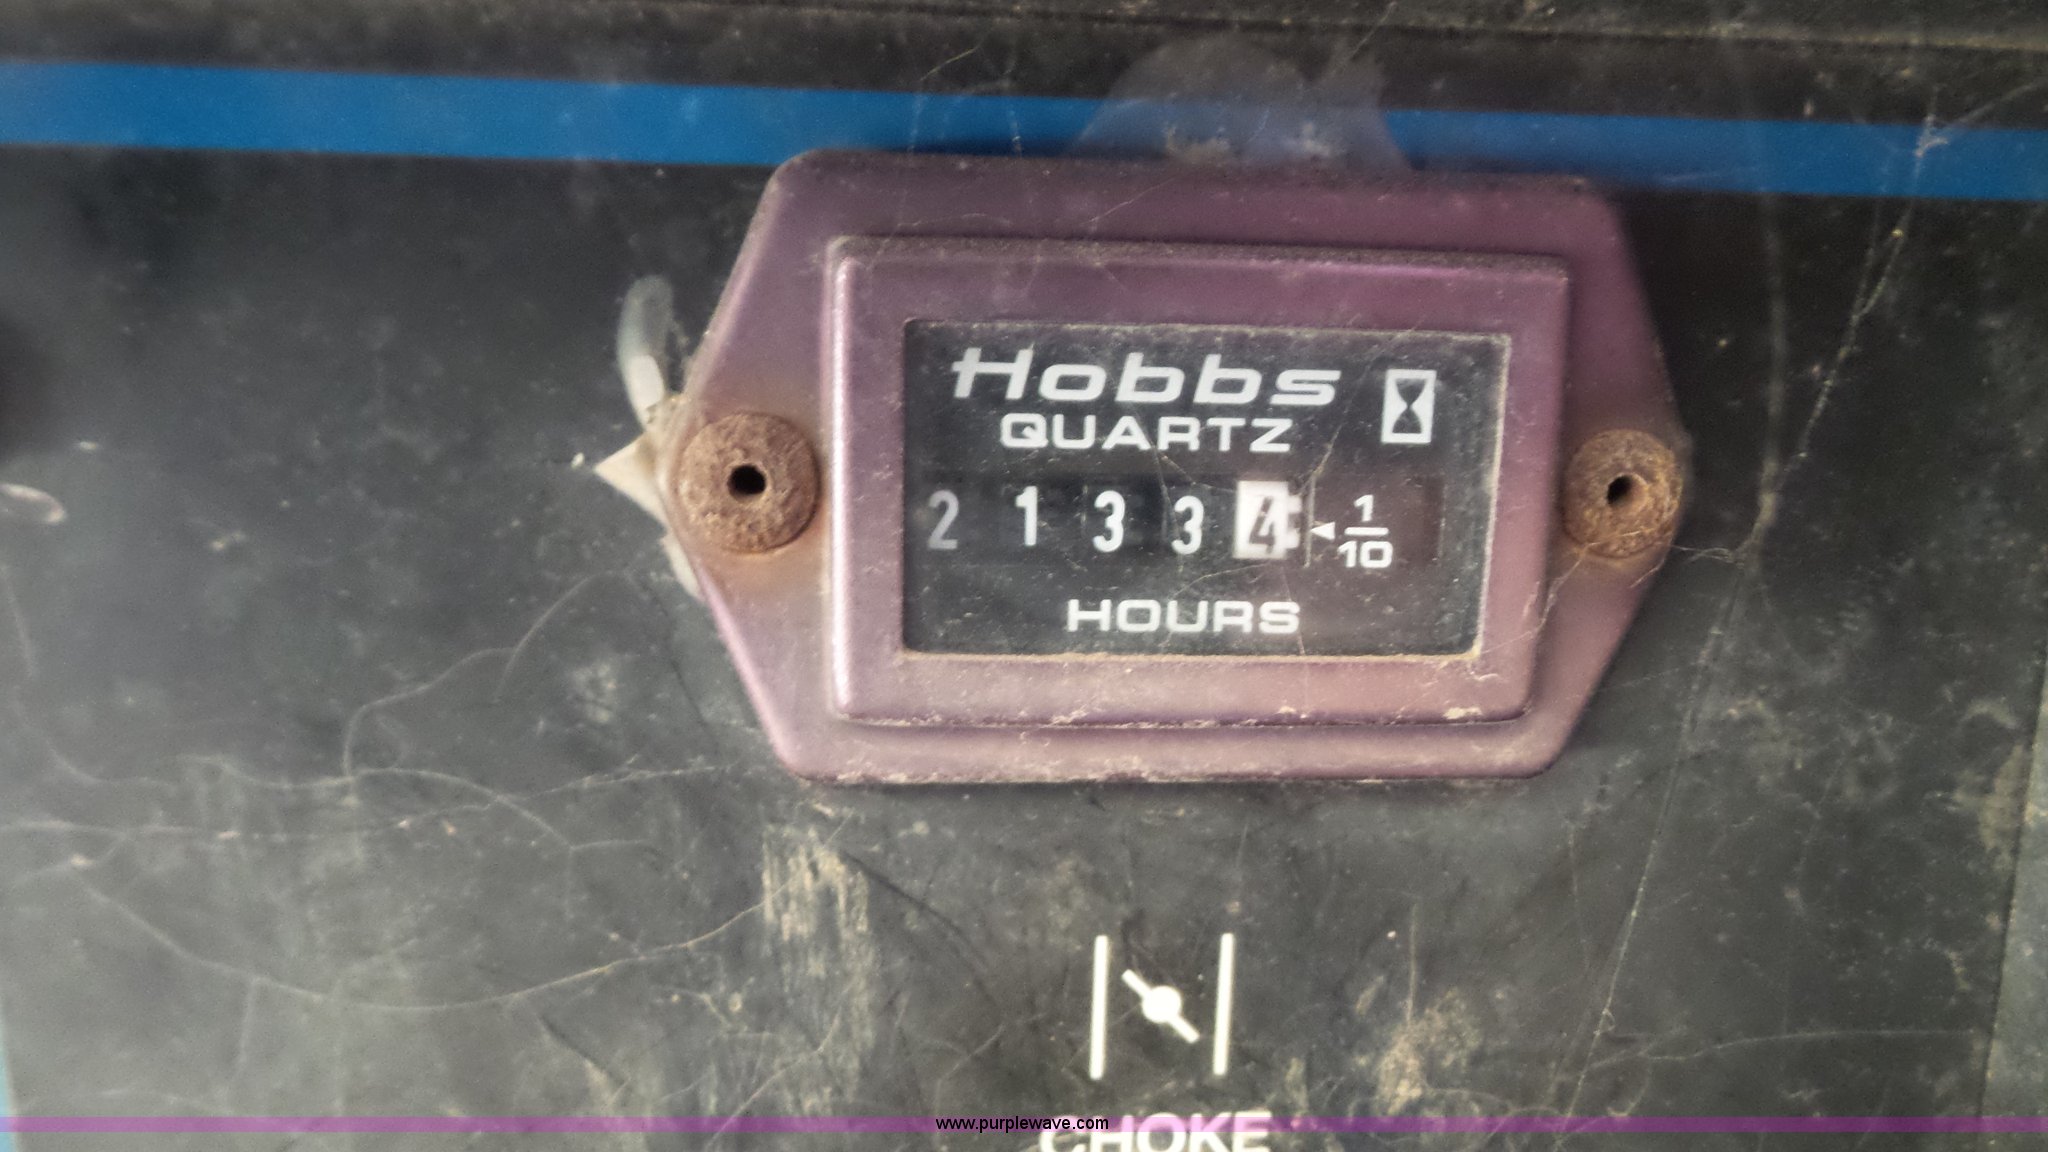 Hobbs
QUARTZ
2 1 3 3 4 1/10
HOURS
CHOKE
www.purplewave.com